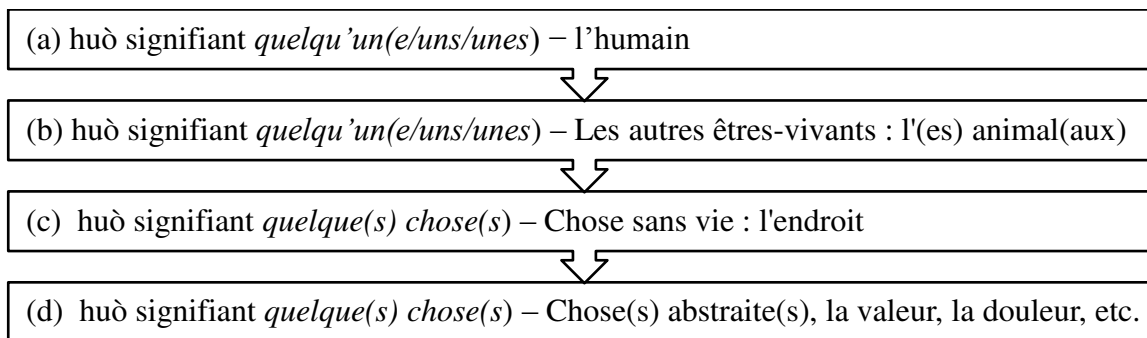 (a) huò signifiant quelqu’un(e/uns/unes) − l’humain
(b) huò signifiant quelqu’un(e/uns/unes) – Les autres êtres-vivants : l'(es) animal(aux)
(c) huò signifiant quelque(s) chose(s) – Chose sans vie : l'endroit
(d) huò signifiant quelque(s) chose(s) – Chose(s) abstraite(s), la valeur, la douleur, etc.